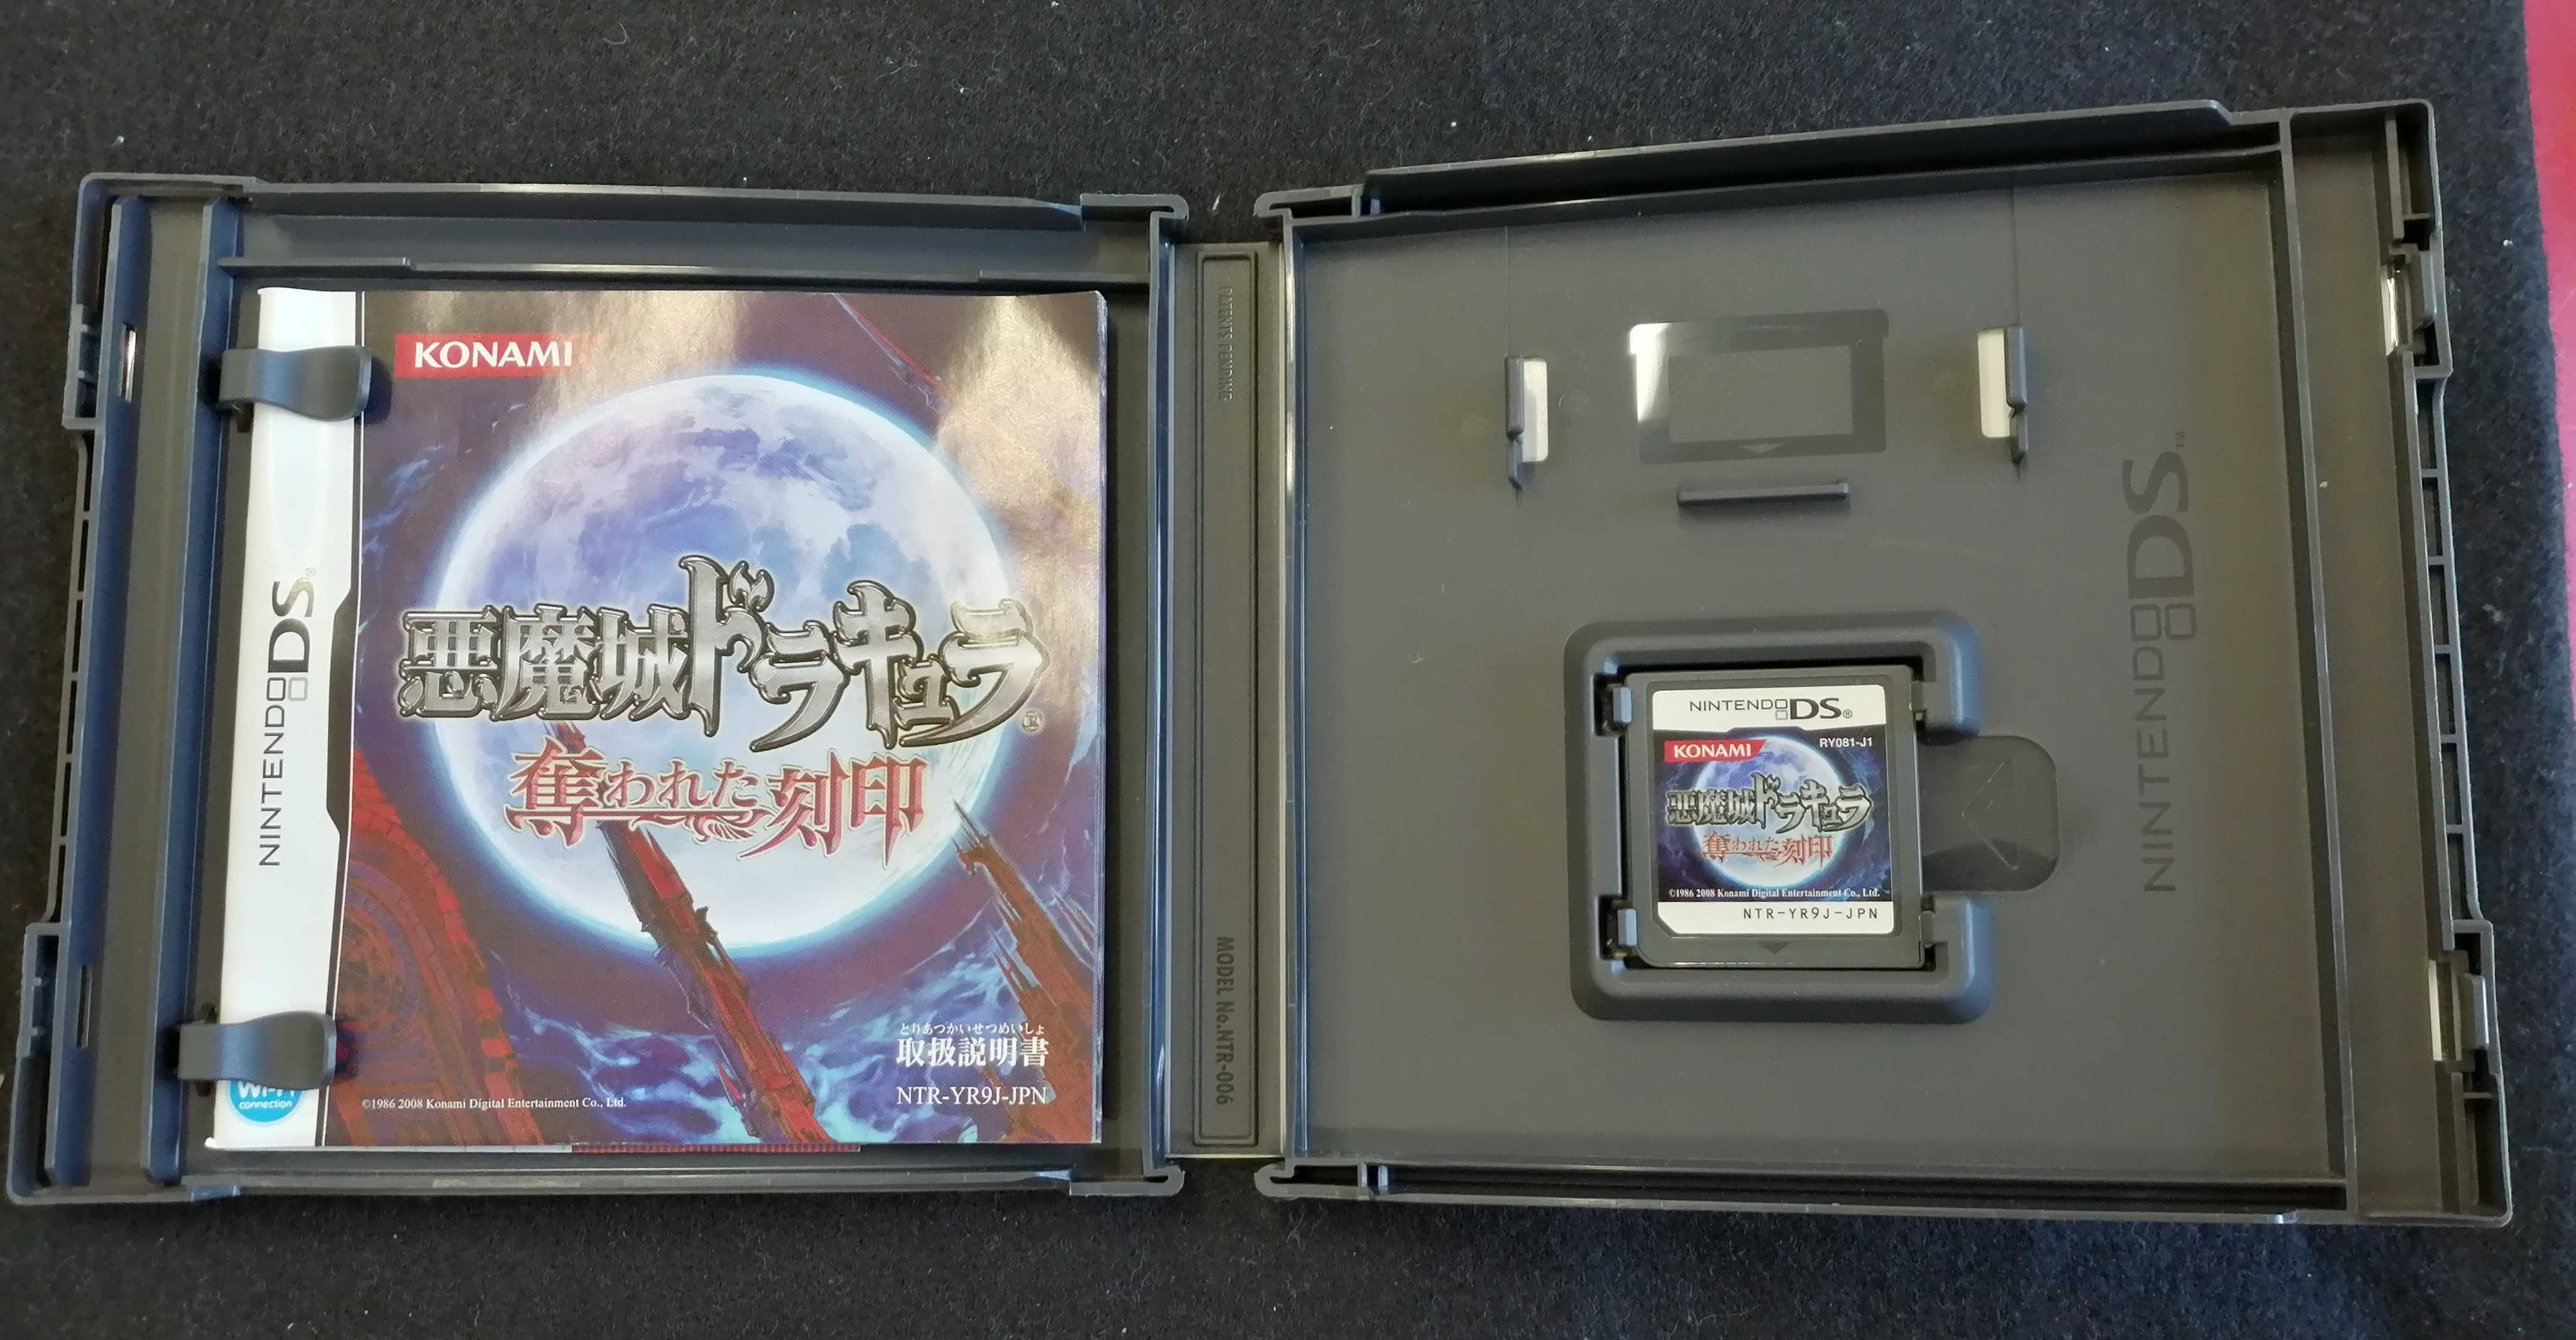 KONAMI
悪魔城ドラキュラ®
奪われた刻印
とりあつかいせつめいしょ
取扱説明書
NTR-YR9J-JPN
©1986 2008 Konami Digital Entertainment Co., Ltd.
NINTENDO DS®
Wi-Fi
connection
PATENTS PENDING
MODEL No.NTR-006
NINTENDO DS®
KONAMI
RY081-J1
悪魔城ドラキュラ
奪われた刻印
©1986 2008 Konami Digital Entertainment Co., Ltd.
NTR-YR9J-JPN
NINTENDO DS™